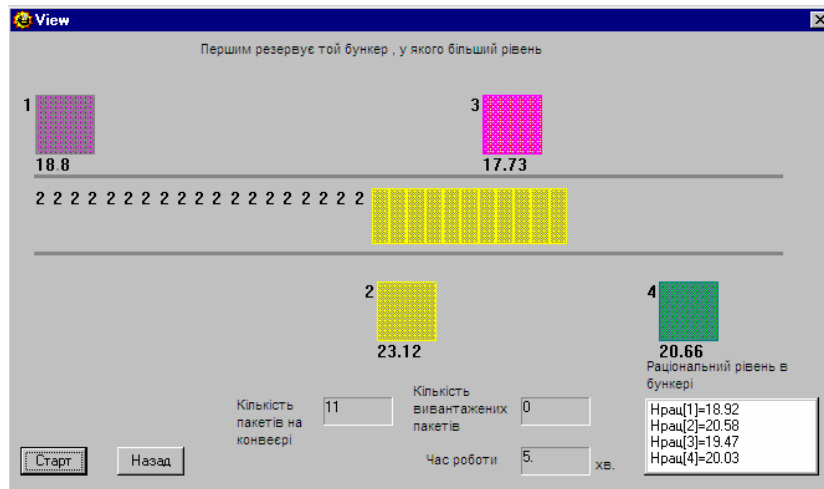 View
Першим резервує той бункер , у якого більший рівень
1
3
18.8
17.73
2 2 2 2 2 2 2 2 2 2 2 2 2 2 2 2 2 2 2
2
4
23.12
20.66
Раціональний рівень в
бункері
Кількість
пакетів на
конвеєрі
11
Кількість
вивантажених
пакетів
0
Нрац[1]=18.92
Нрац[2]=20.58
Нрац[3]=19.47
Нрац[4]=20.03
Старт
Назад
Час роботи
5.
хв.